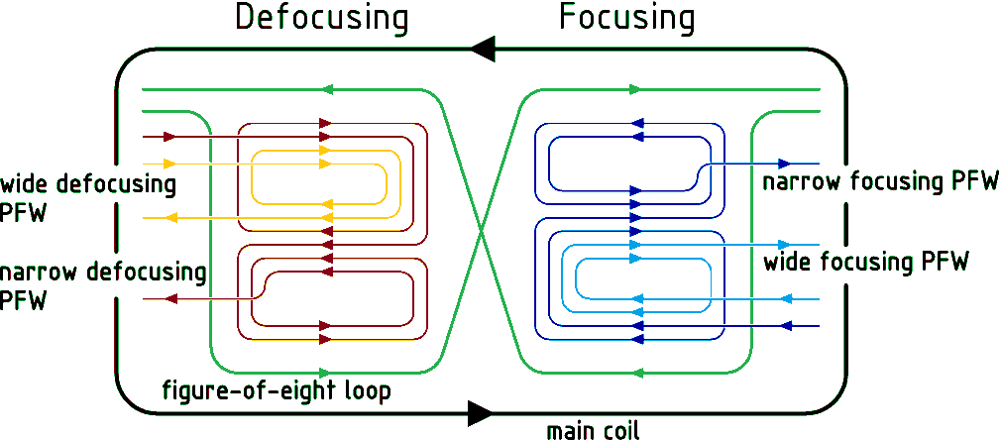 Defocusing
Focusing
wide defocusing
PFW
narrow defocusing
PFW
narrow focusing PFW
wide focusing PFW
figure-of-eight loop
main coil